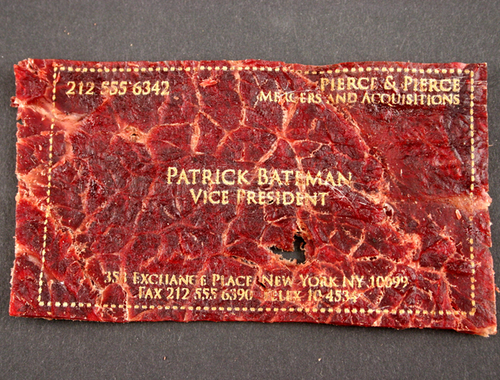 212 555 6342
PIERCE & PIERCE
MERGERS AND ACQUISITIONS
PATRICK BATEMAN
VICE PRESIDENT
358 EXCHANGE PLACE NEW YORK NY 10099
FAX 212 555 6390 TELEX 10 4534